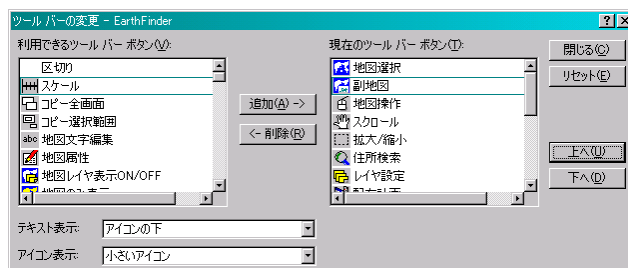 ツール バーの変更 - EarthFinder
利用できるツール バー ボタン(V):
区切り
スケール
コピー全画面
コピー選択範囲
abc 地図文字編集
地図属性
地図レイヤ表示ON/OFF
追加(A) ->
<- 削除(R)
現在のツール バー ボタン(T):
地図選択
副地図
地図操作
スクロール
拡大/縮小
住所検索
レイヤ設定
閉じる(C)
リセット(E)
上へ(U)
下へ(D)
テキスト表示: アイコンの下
アイコン表示: 小さいアイコン